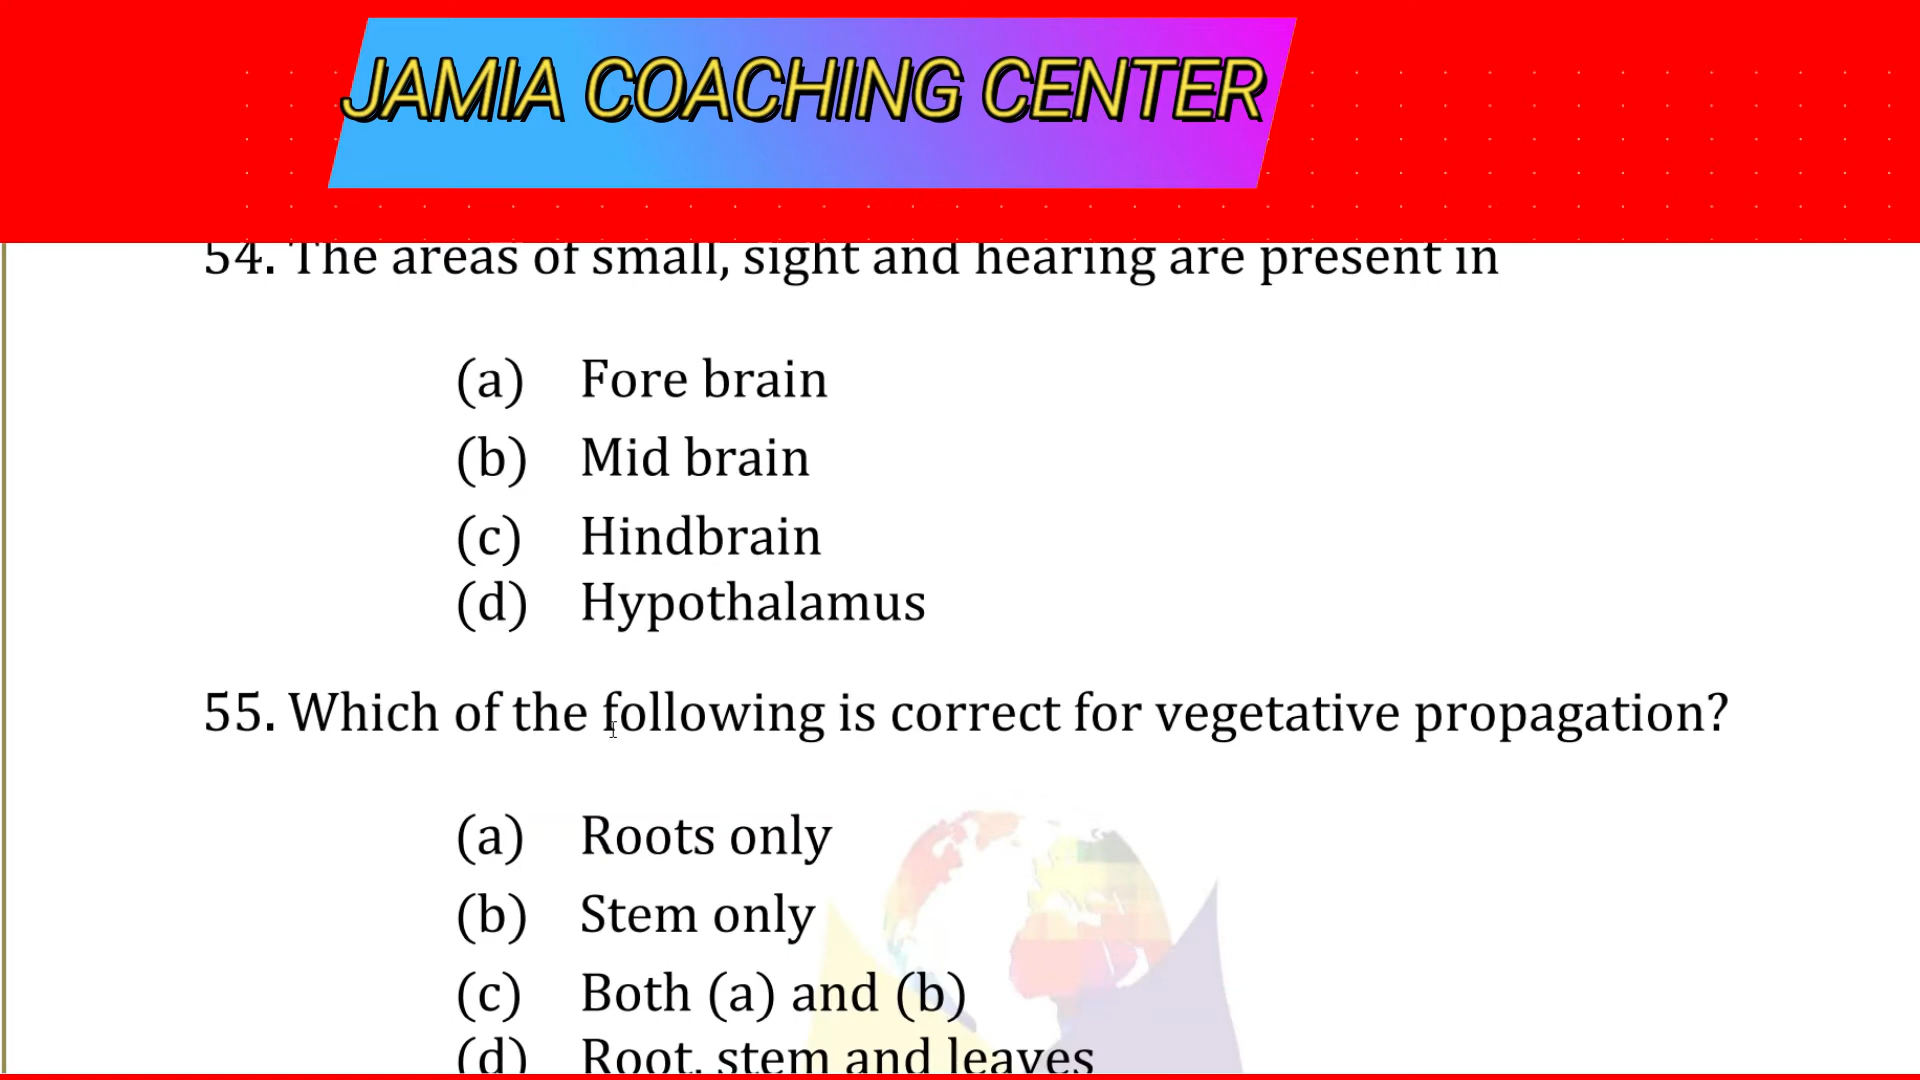 JAMIA COACHING CENTER
54. The areas of small, sight and hearing are present in
(a) Fore brain
(b) Mid brain
(c) Hindbrain
(d) Hypothalamus
55. Which of the following is correct for vegetative propagation?
(a) Roots only
(b) Stem only
(c) Both (a) and (b)
(d) Root, stem and leaves